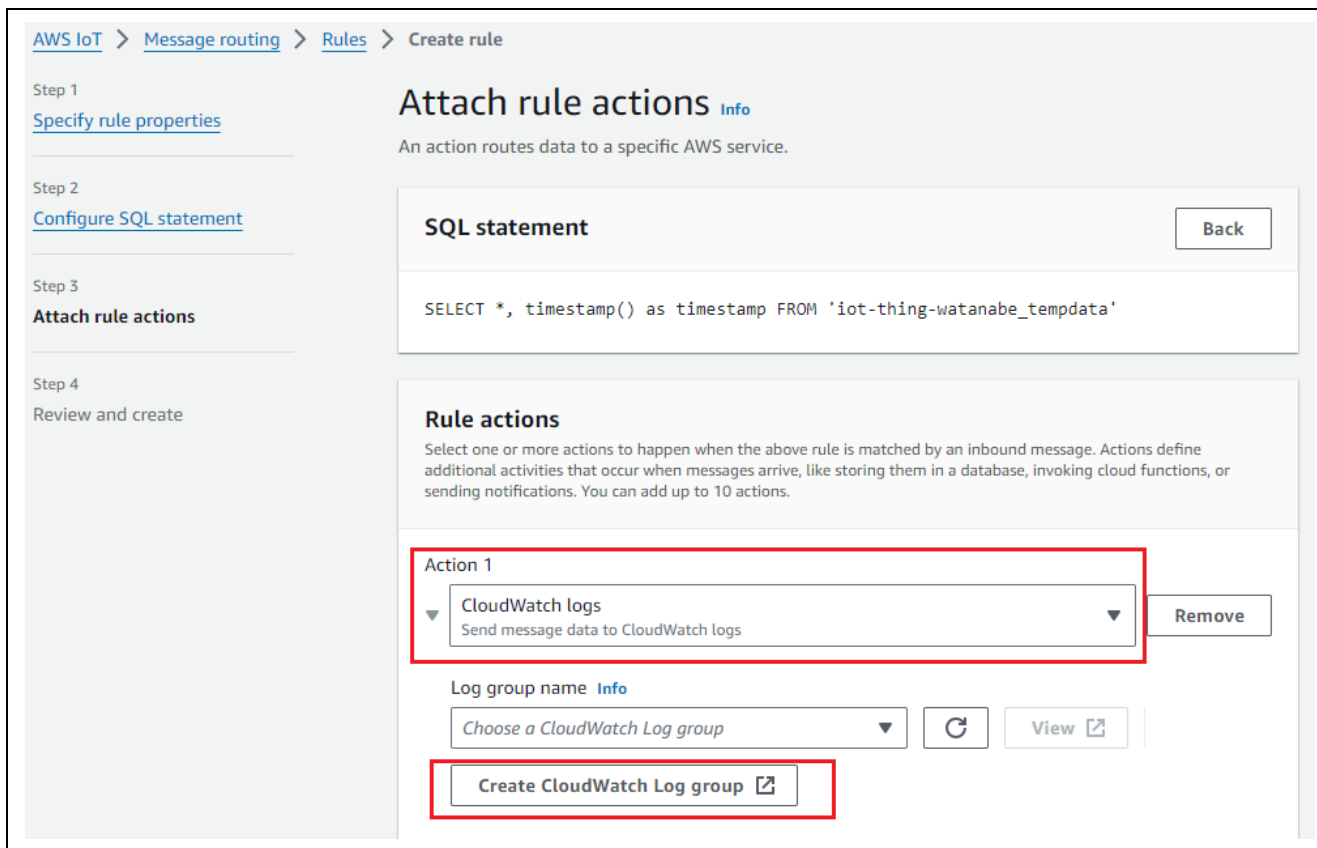 AWS IoT > Message routing > Rules > Create rule
Step 1
Specify rule properties
Step 2
Configure SQL statement
Step 3
Attach rule actions
Step 4
Review and create
Attach rule actions Info
An action routes data to a specific AWS service.
SQL statement
Back
SELECT *, timestamp() as timestamp FROM 'iot-thing-watanabe_tempdata'
Rule actions
Select one or more actions to happen when the above rule is matched by an inbound message. Actions define
additional activities that occur when messages arrive, like storing them in a database, invoking cloud functions, or
sending notifications. You can add up to 10 actions.
Action 1
CloudWatch logs
Send message data to CloudWatch logs
Remove
Log group name Info
Choose a CloudWatch Log group
View
Create CloudWatch Log group